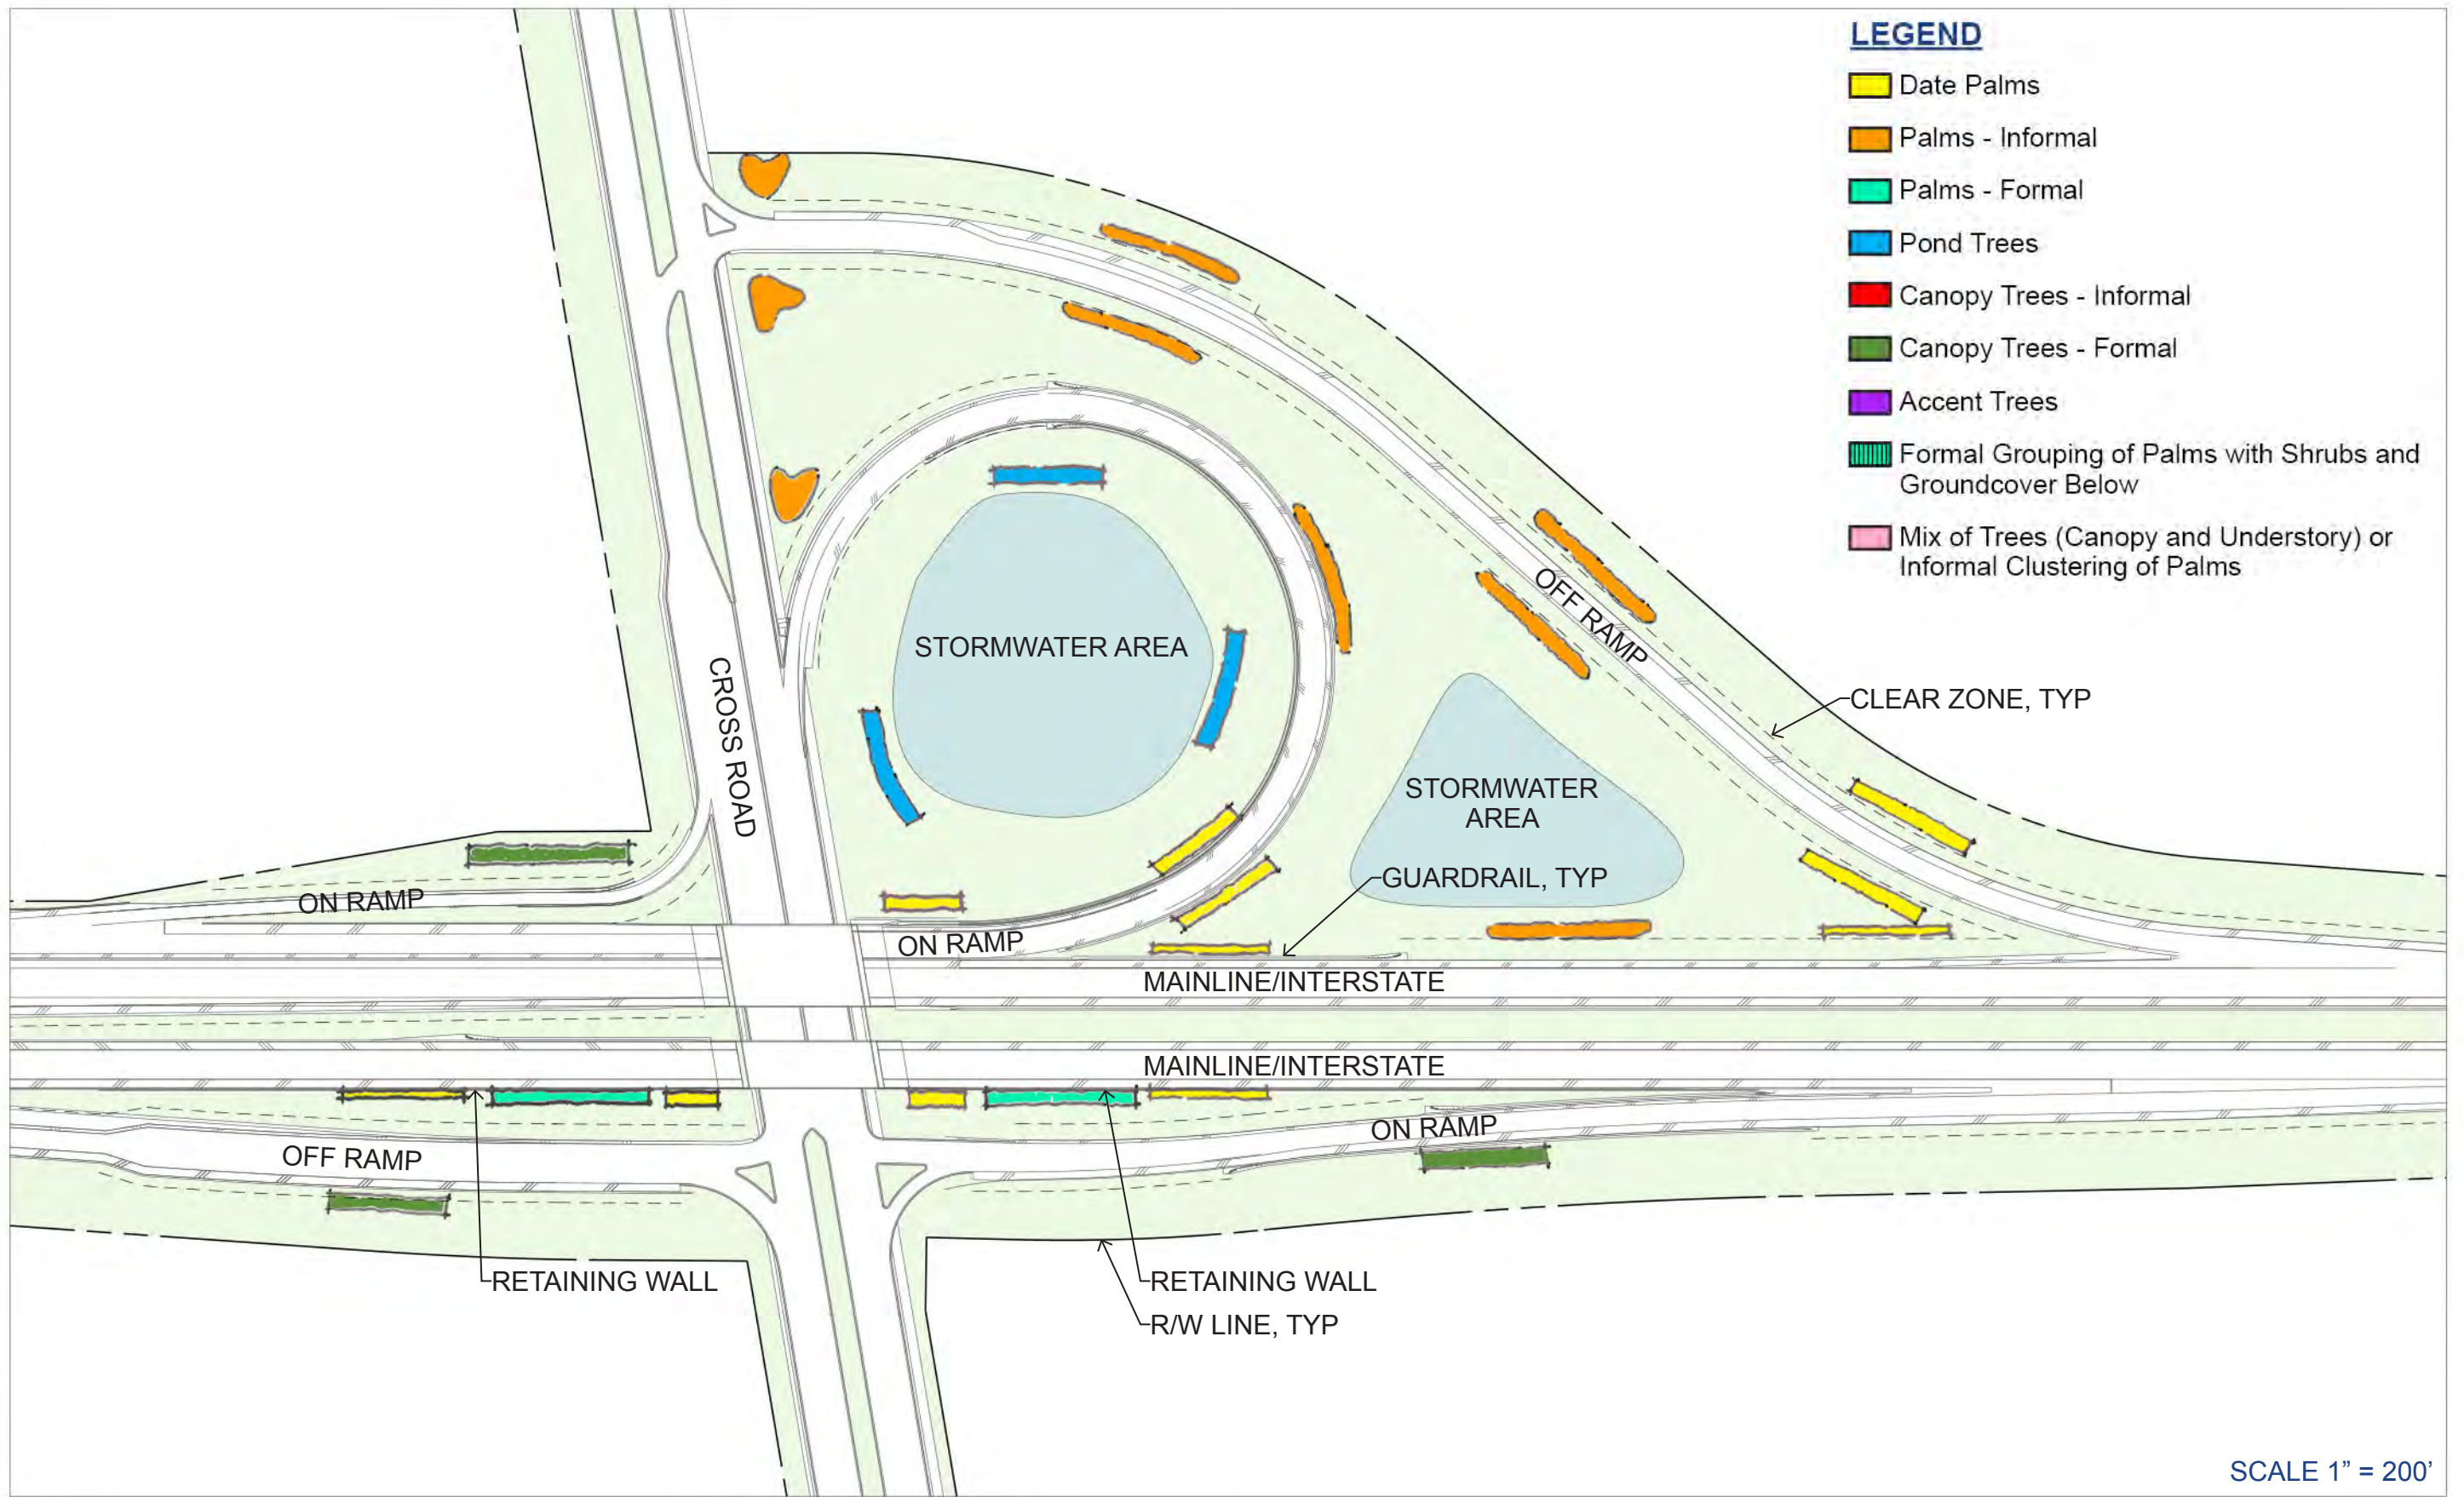 LEGEND
Date Palms
Palms - Informal
Palms - Formal
Pond Trees
Canopy Trees - Informal
Canopy Trees - Formal
Accent Trees
Formal Grouping of Palms with Shrubs and
Groundcover Below
Mix of Trees (Canopy and Understory) or
Informal Clustering of Palms
OFF RAMP
STORMWATER AREA
CROSS ROAD
CLEAR ZONE, TYP
STORMWATER
AREA
GUARDRAIL, TYP
ON RAMP
ON RAMP
MAINLINE/INTERSTATE
MAINLINE/INTERSTATE
ON RAMP
OFF RAMP
RETAINING WALL
RETAINING WALL
R/W LINE, TYP
SCALE 1” = 200’